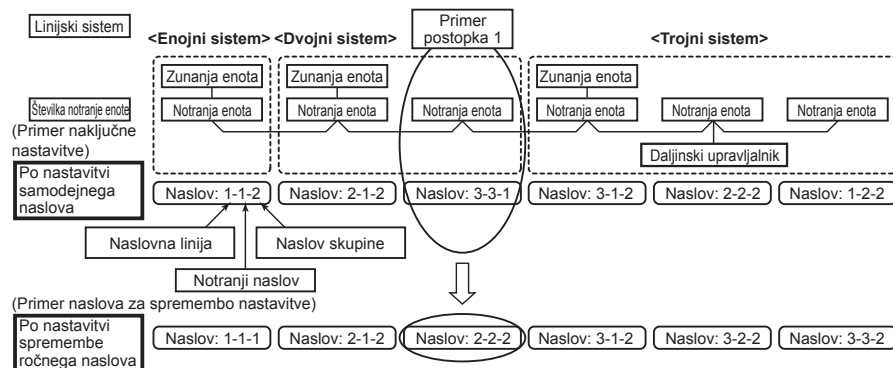 Linijski sistem
<Enojni sistem>
<Dvojni sistem>
Primer
postopka 1
<Trojni sistem>
Zunanja enota
Zunanja enota
Zunanja enota
Številka notranje enote
Notranja enota
Notranja enota
Notranja enota
Notranja enota
Notranja enota
Notranja enota
(Primer naključne
nastavitve)
Daljinski upravljalnik
Po nastavitvi
samodejnega
naslova
Naslov: 1-1-2
Naslov: 2-1-2
Naslov: 3-3-1
Naslov: 3-1-2
Naslov: 2-2-2
Naslov: 1-2-2
Naslovna linija
Naslov skupine
Notranji naslov
(Primer naslova za spremembo nastavitve)
Po nastavitvi
spremembe
ročnega naslova
Naslov: 1-1-1
Naslov: 2-1-2
Naslov: 2-2-2
Naslov: 3-1-2
Naslov: 3-2-2
Naslov: 3-3-2